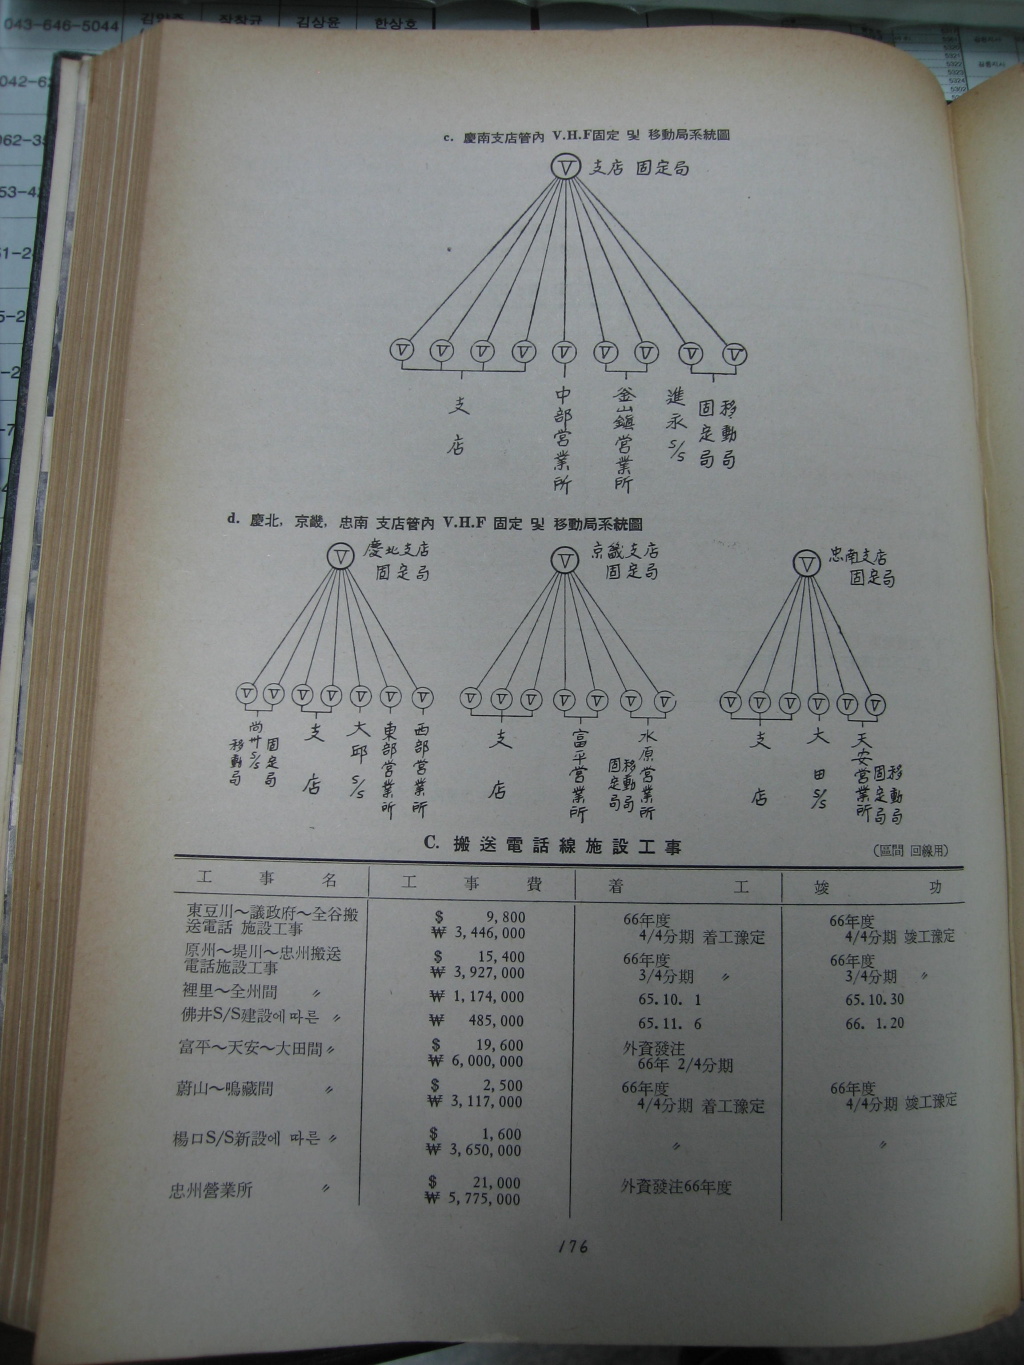 043-646-5044
김상윤
한상호
c. 慶南支店管內 V.H.F固定 및 移動局系統圖
V 支店 固定局
V V V V V V V V V
支店
中部営業所
釜山鎭営業所
進永 S/S
固定局
移動局
d. 慶北, 京畿, 忠南 支店管內 V.H.F 固定 및 移動局系統圖
V 慶北支店
固定局
V 京畿支店
固定局
V 忠南支店
固定局
V V V V V V V
V V V V V V V
V V V V V V
移動局
尚州 S/S
固定局
支店
大邱 S/S
東部営業所
西部営業所
支店
富平営業所
固定局
移動局
水原営業所
支店
大田 S/S
天安営業所
固定局
移動局
C. 搬送電話線施設工事
(區間 回線用)
工事名 工事費 着工 竣功
東豆川~議政府~全谷搬 $ 9,800 66年度 66年度
送電話 施設工事 ₩ 3,446,000 4/4分期 着工豫定 4/4分期 竣工豫定
原州~堤川~忠州搬送 $ 15,400 66年度 66年度
電話施設工事 ₩ 3,927,000 3/4分期 〃 3/4分期 〃
裡里~全州間 〃 ₩ 1,174,000 65.10. 1 65.10.30
佛井S/S建設에 따른 〃 ₩ 485,000 65.11. 6 66. 1.20
富平~天安~大田間 〃 $ 19,600 外資發注
₩ 6,000,000 66年 2/4分期
蔚山~鳴藏間 〃 $ 2,500 66年度 66年度
₩ 3,117,000 4/4分期 着工豫定 4/4分期 竣工豫定
楊口S/S新設에 따른 〃 $ 1,600 〃 〃
₩ 3,650,000
忠州營業所 〃 $ 21,000 外資發注66年度
₩ 5,775,000
176